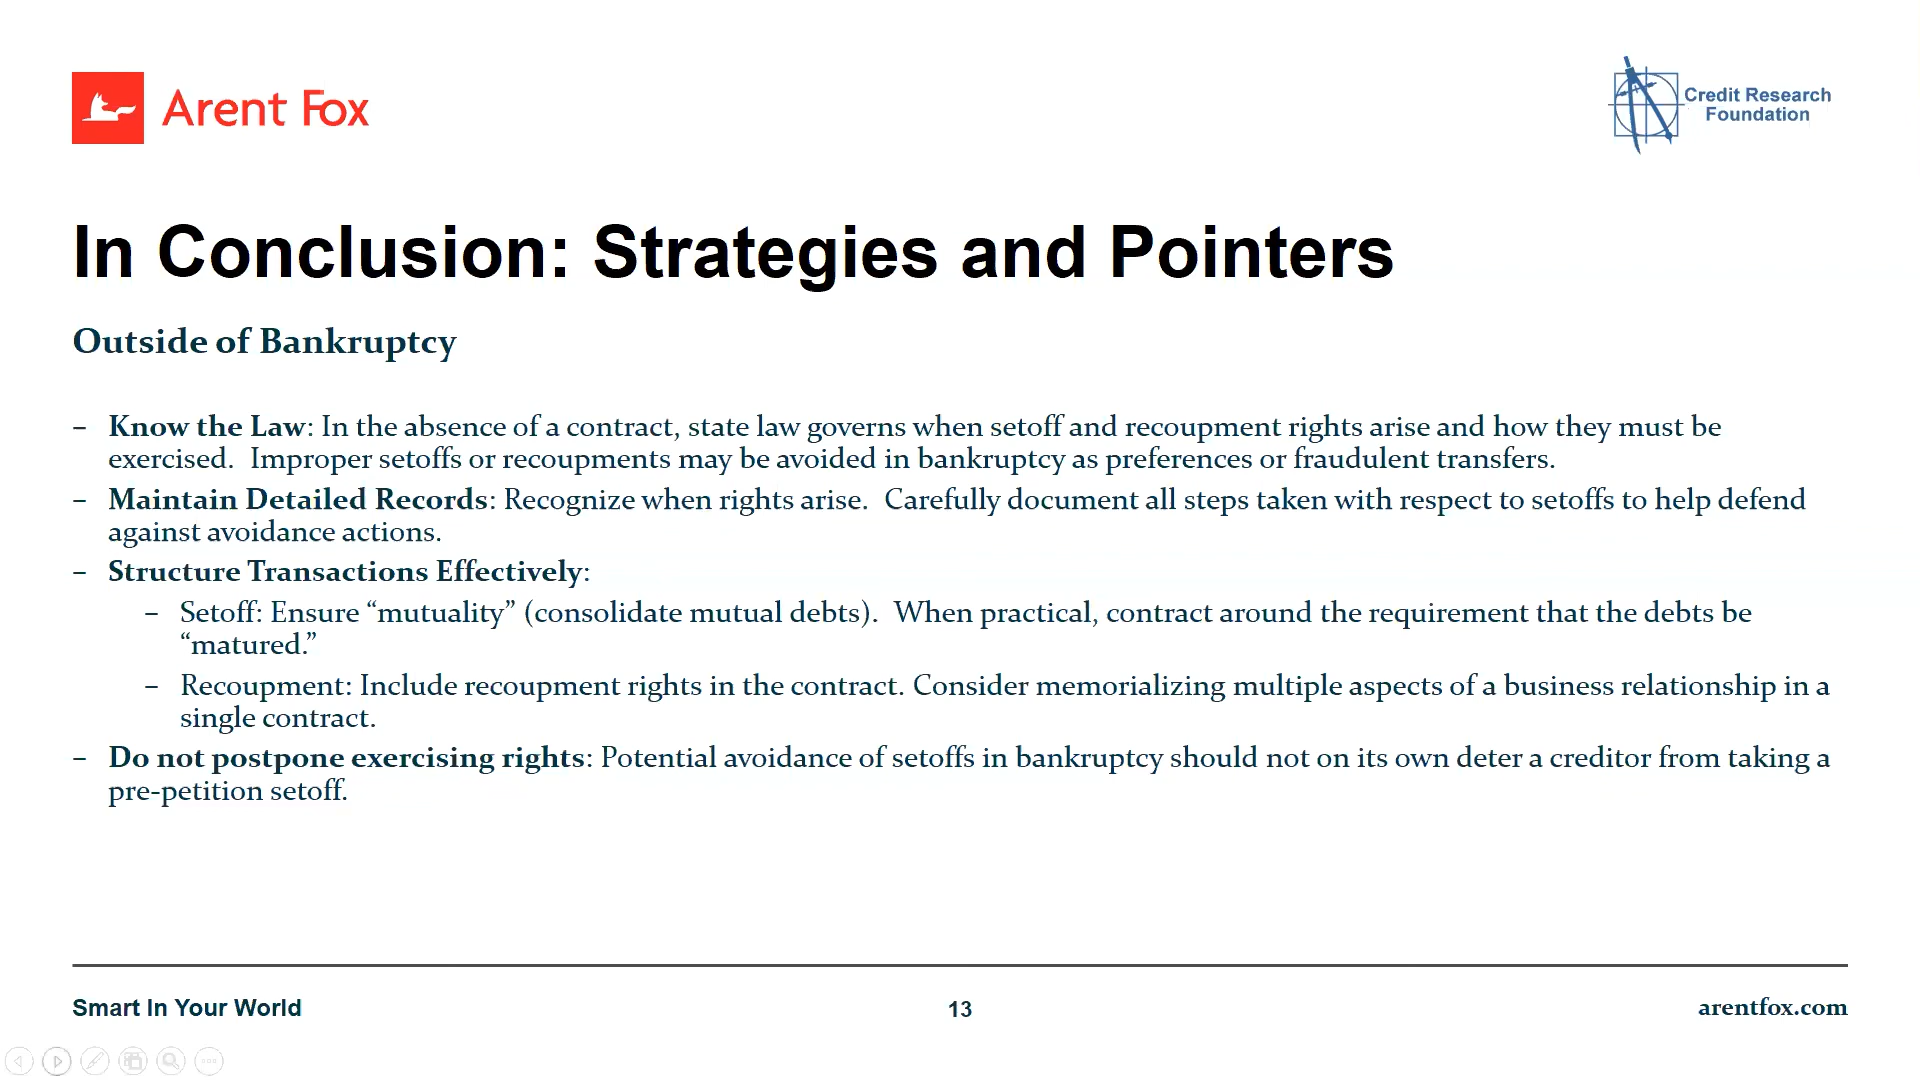 Arent Fox
Credit Research
Foundation
In Conclusion: Strategies and Pointers
Outside of Bankruptcy
– Know the Law: In the absence of a contract, state law governs when setoff and recoupment rights arise and how they must be
exercised.  Improper setoffs or recoupments may be avoided in bankruptcy as preferences or fraudulent transfers.
– Maintain Detailed Records: Recognize when rights arise.  Carefully document all steps taken with respect to setoffs to help defend
against avoidance actions.
– Structure Transactions Effectively:
– Setoff: Ensure “mutuality” (consolidate mutual debts).  When practical, contract around the requirement that the debts be
“matured.”
– Recoupment: Include recoupment rights in the contract. Consider memorializing multiple aspects of a business relationship in a
single contract.
– Do not postpone exercising rights: Potential avoidance of setoffs in bankruptcy should not on its own deter a creditor from taking a
pre-petition setoff.
Smart In Your World
13
arentfox.com